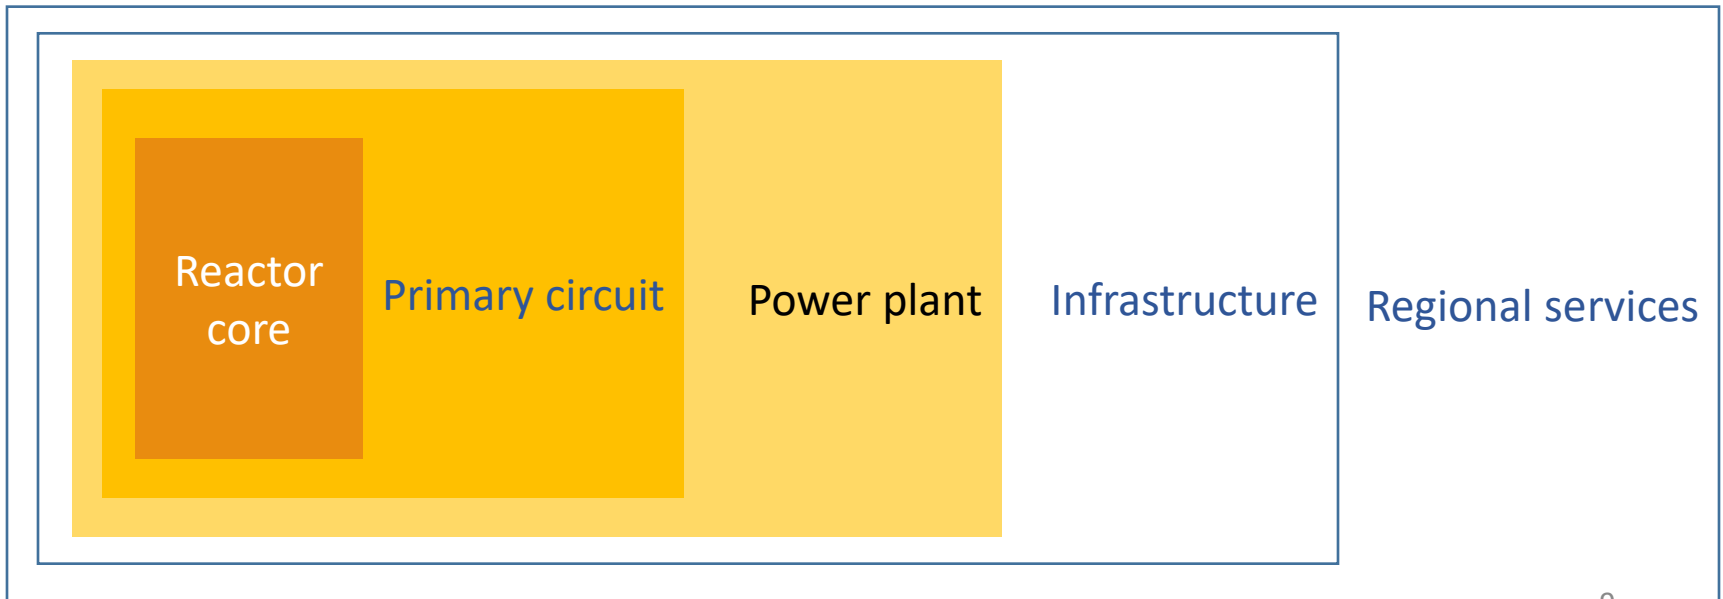 Reactor
core
Primary circuit
Power plant
Infrastructure
Regional services